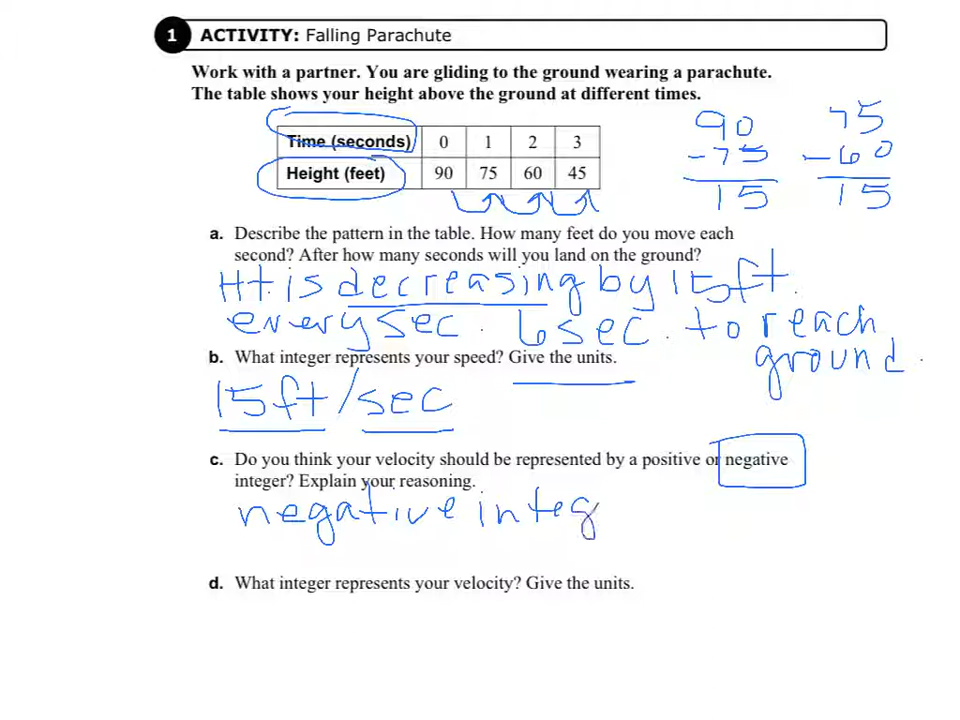 1 ACTIVITY: Falling Parachute
Work with a partner. You are gliding to the ground wearing a parachute.
The table shows your height above the ground at different times.
Time (seconds) 0 1 2 3
Height (feet) 90 75 60 45
90
-75
15
75
-60
15
a. Describe the pattern in the table. How many feet do you move each
second? After how many seconds will you land on the ground?
Ht. is decreasing by 15ft.
every sec. 6 sec. to reach
ground.
b. What integer represents your speed? Give the units.
15ft/sec
c. Do you think your velocity should be represented by a positive or negative
integer? Explain your reasoning.
negative integ
d. What integer represents your velocity? Give the units.